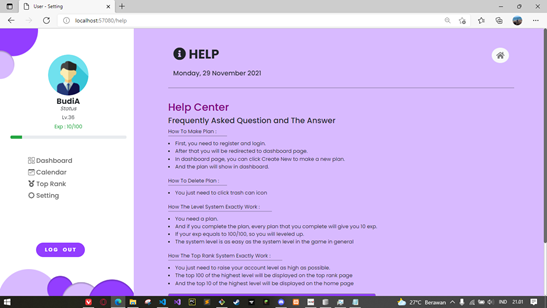 User - Setting
localhost:57080/help
HELP
Monday, 29 November 2021
BudiA
Status
Lv.36
Exp : 10/100
Dashboard
Calendar
Top Rank
Setting
LOG OUT
Help Center
Frequently Asked Question and The Answer
How To Make Plan :
First, you need to register and login.
After that you will be redirected to dashboard page.
In dashboard page, you can click Create New to make a new plan.
And the plan will show in dashboard.
How To Delete Plan :
You just need to click trash can icon
How The Level System Exactly Work :
You need a plan.
And if you complete the plan, every plan that you complete will give you 10 exp.
If your exp equals to 100/100, so you will leveled up.
The system level is as easy as the system level in the game in general
How The Top Rank System Exactly Work :
You just need to raise your account level as high as possible.
The top 100 of the highest level will be displayed on the top rank page
And the top 10 of the highest level will be displayed on the home page
27°C Berawan
IND
21.01